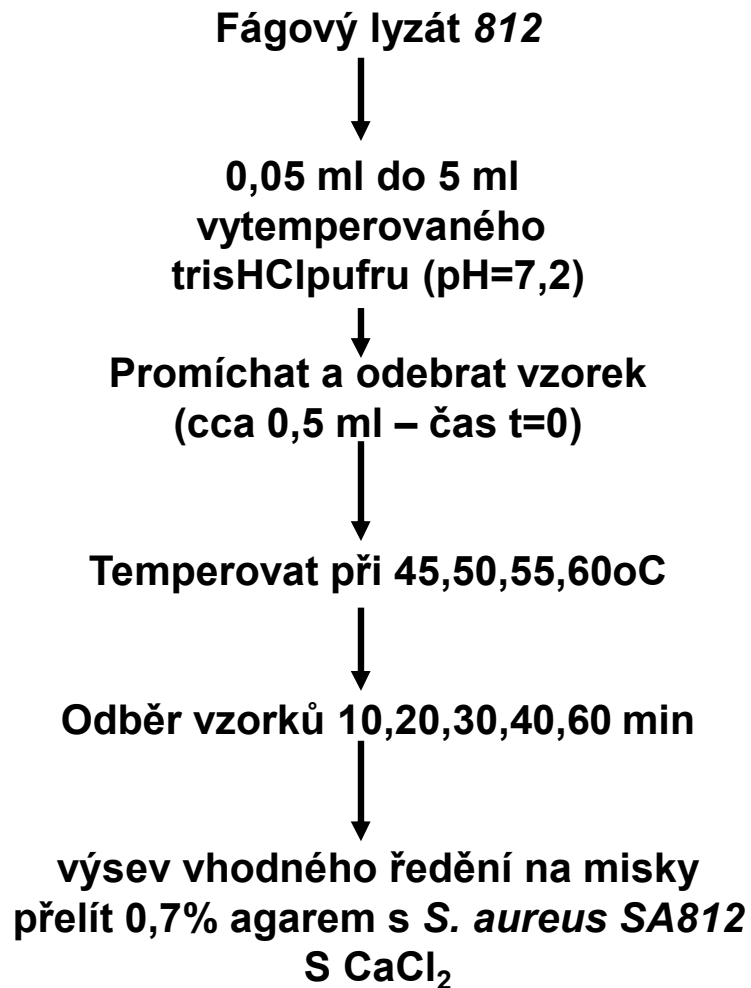 Fágový lyzát 812
0,05 ml do 5 ml
vytemperovaného
trisHClpufru (pH=7,2)
Promíchat a odebrat vzorek
(cca 0,5 ml – čas t=0)
Temperovat při 45,50,55,60oC
Odběr vzorků 10,20,30,40,60 min
výsev vhodného ředění na misky
přelít 0,7% agarem s S. aureus SA812
S CaCl₂